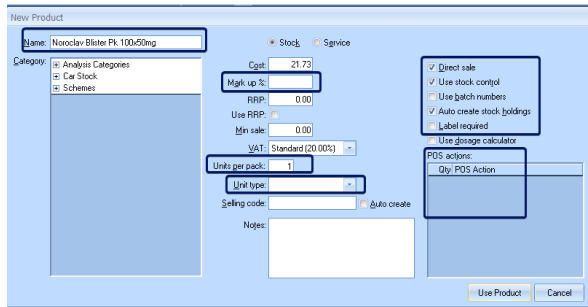 New Product
Name: Noroclav Blister Pk 100x50mg
Stock Service
Category:
Analysis Categories
Car Stock
Schemes
Cost: 21.73
Mark up %:
RRP: 0.00
Use RRP:
Min sale: 0.00
VAT: Standard (20.00%)
Units per pack: 1
Unit type:
Selling code: Auto create
Notes:
Direct sale
Use stock control
Use batch numbers
Auto create stock holdings
Label required
Use dosage calculator
POS actions:
Qty POS Action
Use Product Cancel